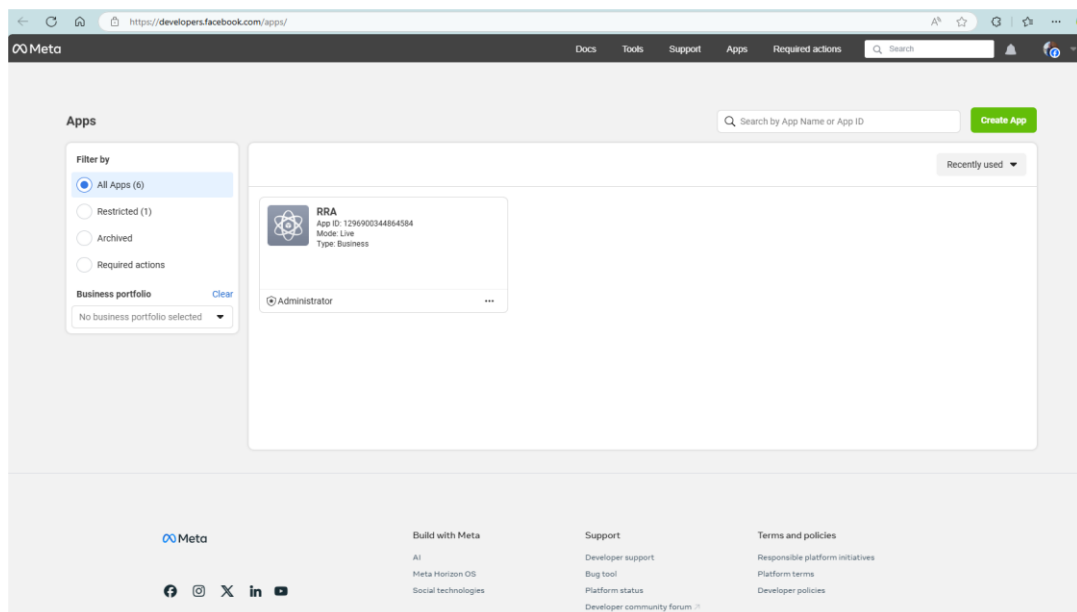 https://developers.facebook.com/apps/
Meta
Docs Tools Support Apps Required actions Search
Apps
Search by App Name or App ID
Create App
Filter by
All Apps (6)
Restricted (1)
Archived
Required actions
Business portfolio Clear
No business portfolio selected
Recently used
RRA
App ID: 1296900344864584
Mode: Live
Type: Business
Administrator
Meta
Build with Meta
AI
Meta Horizon OS
Social technologies
Support
Developer support
Bug tool
Platform status
Developer community forum
Terms and policies
Responsible platform initiatives
Platform terms
Developer policies